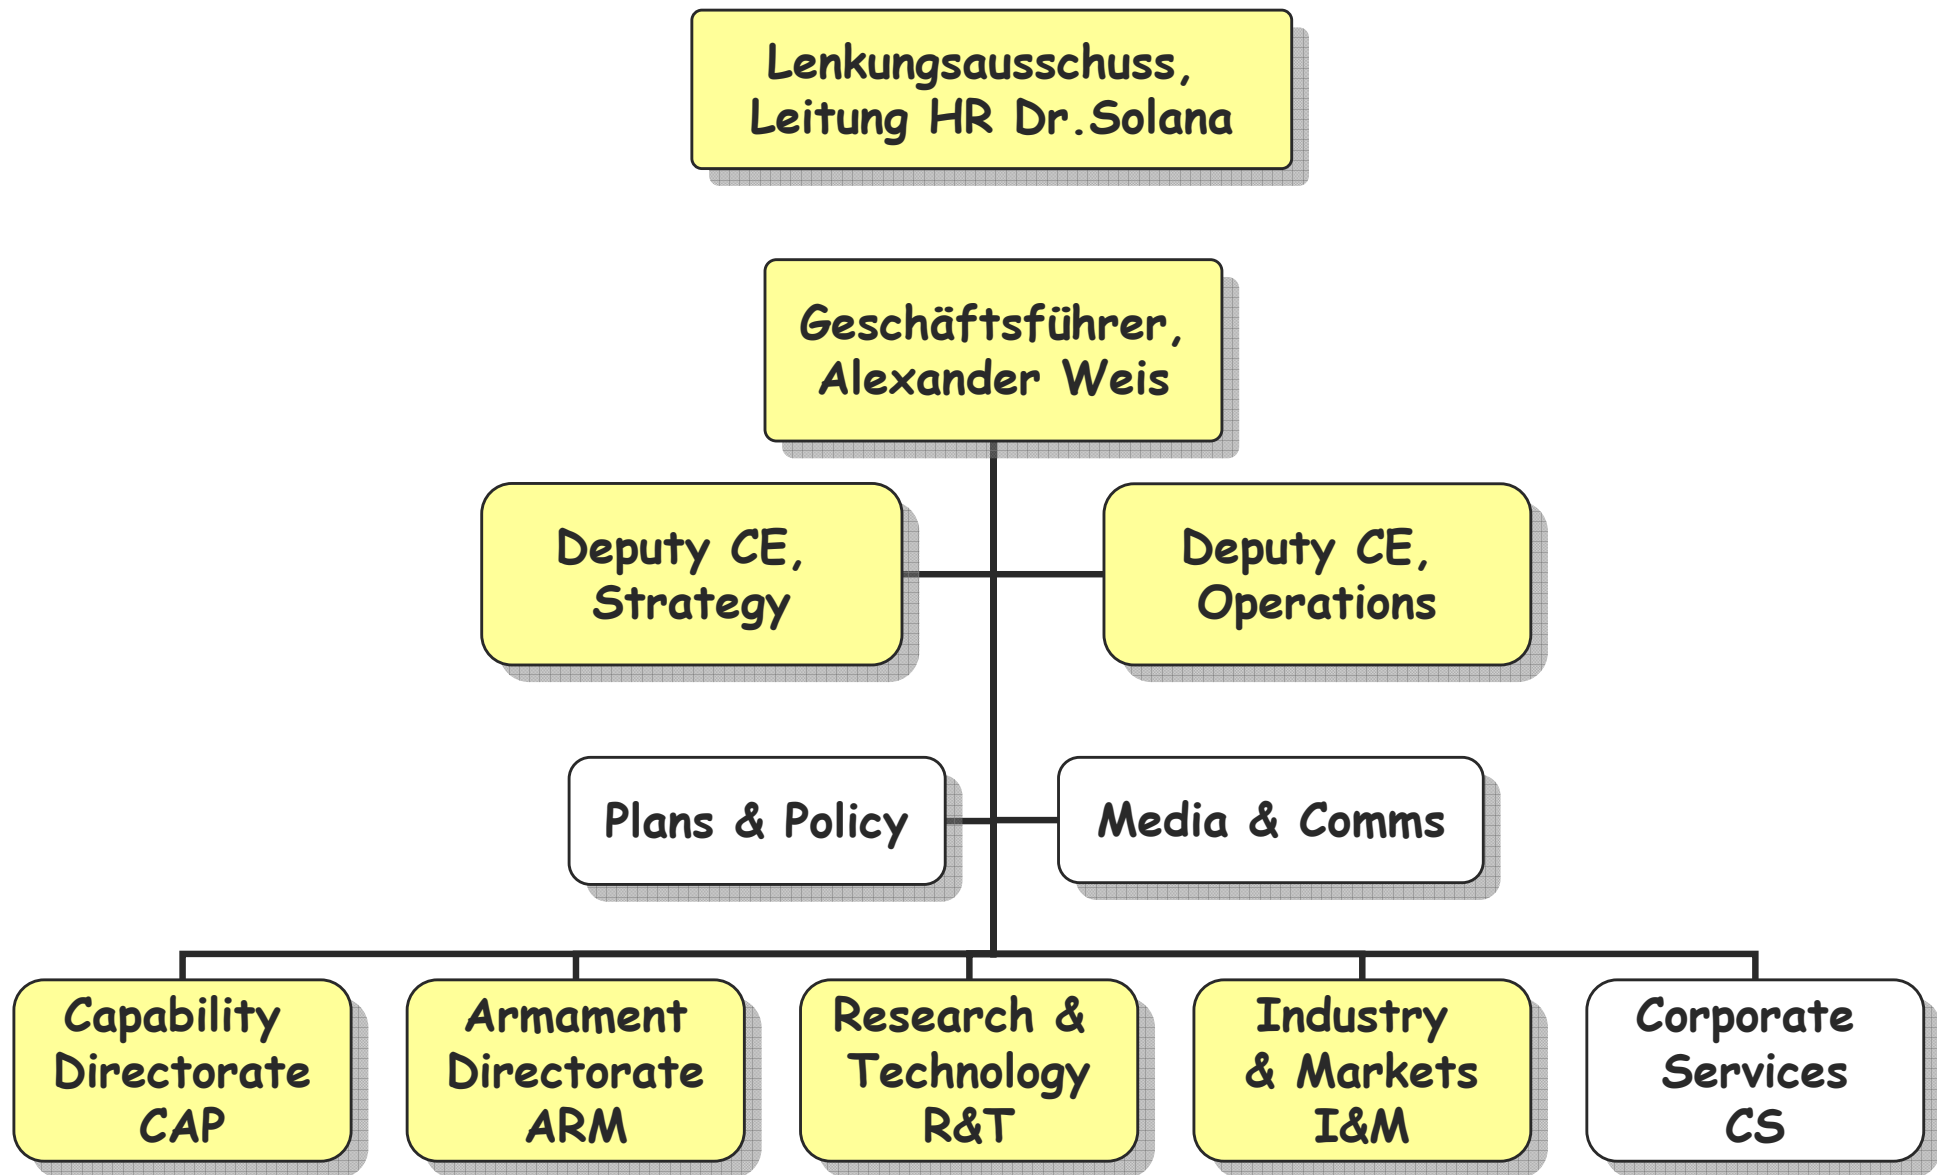 Lenkungsausschuss,
Leitung HR Dr.Solana
Geschäftsführer,
Alexander Weis
Deputy CE,
Strategy
Deputy CE,
Operations
Plans & Policy
Media & Comms
Capability
Directorate
CAP
Armament
Directorate
ARM
Research &
Technology
R&T
Industry
& Markets
I&M
Corporate
Services
CS